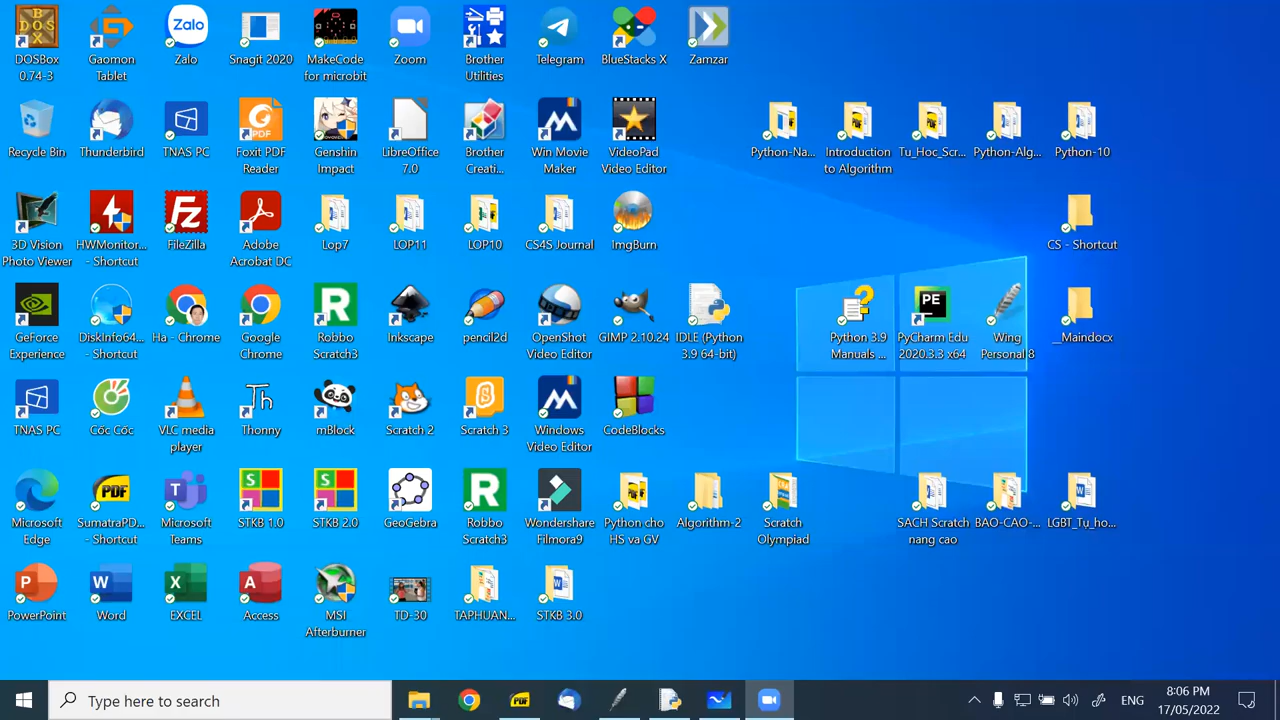 DOSBox
0.74-3
Gaomon
Tablet
Zalo
Snagit 2020
MakeCode
for microbit
Zoom
Brother
Utilities
Telegram
BlueStacks X
Zamzar
Recycle Bin
Thunderbird
TNAS PC
Foxit PDF
Reader
Genshin
Impact
LibreOffice
7.0
Brother
Creati...
Win Movie
Maker
VideoPad
Video Editor
Python-Na...
Introduction
to Algorithm
Tu_Hoc_Scr...
Python-Alg...
Python-10
3D Vision
Photo Viewer
HWMonitor...
- Shortcut
FileZilla
Adobe
Acrobat DC
Lop7
LOP11
LOP10
CS4S Journal
ImgBurn
CS - Shortcut
GeForce
Experience
DiskInfo64...
- Shortcut
Ha - Chrome
Google
Chrome
Robbo
Scratch3
Inkscape
pencil2d
OpenShot
Video Editor
GIMP 2.10.24
IDLE (Python
3.9 64-bit)
Python 3.9
Manuals ...
PyCharm Edu
2020.3.3 x64
Wing
Personal 8
__Maindocx
TNAS PC
Cốc Cốc
VLC media
player
Thonny
mBlock
Scratch 2
Scratch 3
Windows
Video Editor
CodeBlocks
Microsoft
Edge
SumatraPD...
- Shortcut
Microsoft
Teams
STKB 1.0
STKB 2.0
GeoGebra
Robbo
Scratch3
Wondershare
Filmora9
Python cho
HS va GV
Algorithm-2
Scratch
Olympiad
SACH Scratch
nang cao
BAO-CAO-...
LGBT_Tự_ho...
PowerPoint
Word
EXCEL
Access
MSI
Afterburner
TD-30
TAPHUAN...
STKB 3.0
Type here to search
ENG
8:06 PM
17/05/2022